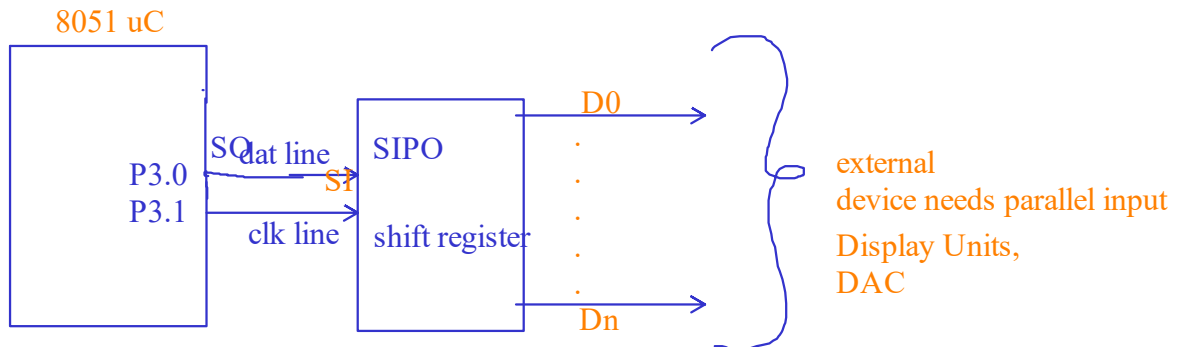 8051 uC
D0
SO
dat line
SIPO
P3.0
SI
P3.1
clk line
shift register
Dn
external
device needs parallel input
Display Units,
DAC